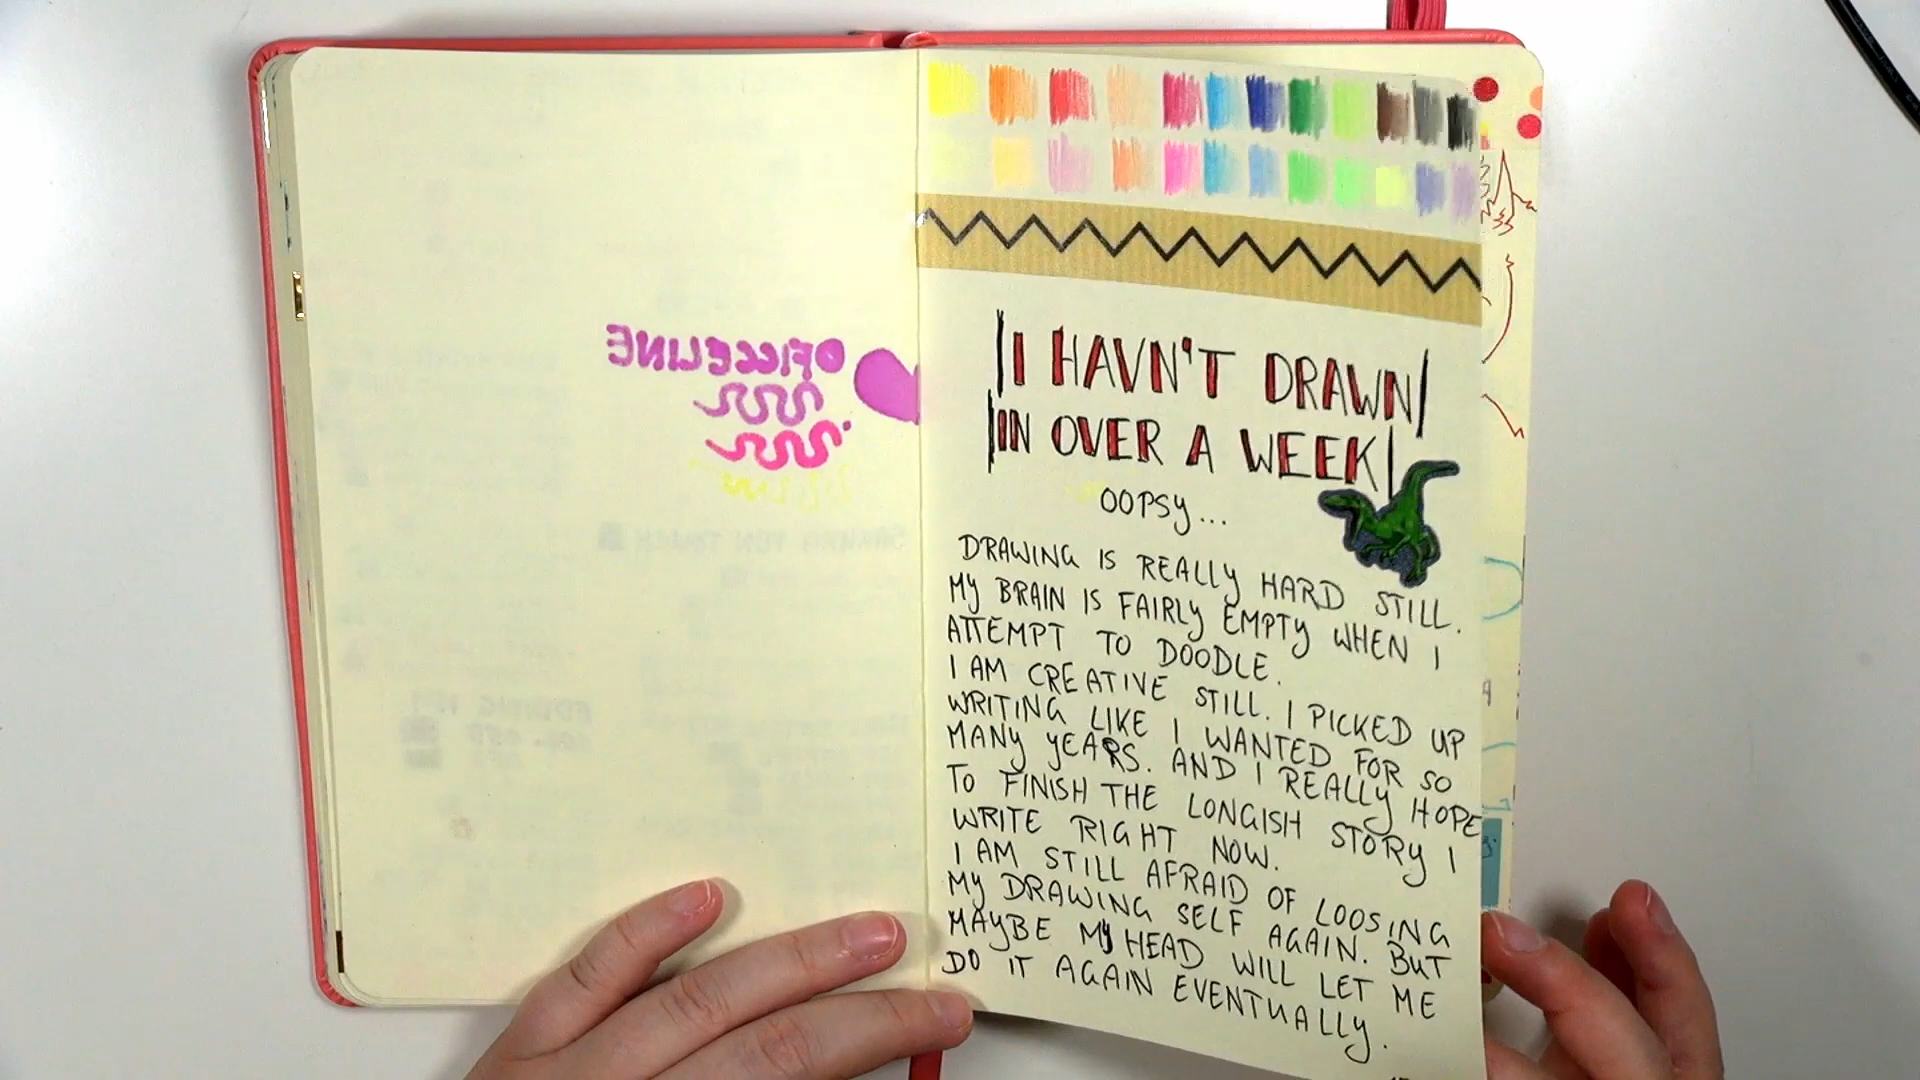 OFFICELINE
I HAVN'T DRAWN
IN OVER A WEEK
OOPSY...
DRAWING IS REALLY HARD STILL.
MY BRAIN IS FAIRLY EMPTY WHEN I
ATTEMPT TO DOODLE.
I AM CREATIVE STILL. I PICKED UP
WRITING LIKE I WANTED FOR SO
MANY YEARS. AND I REALLY HOPE
TO FINISH THE LONGISH STORY I
WRITE RIGHT NOW.
I AM STILL AFRAID OF LOOSING
MY DRAWING SELF AGAIN. BUT
MAYBE MY HEAD WILL LET ME
DO IT AGAIN EVENTUALLY.